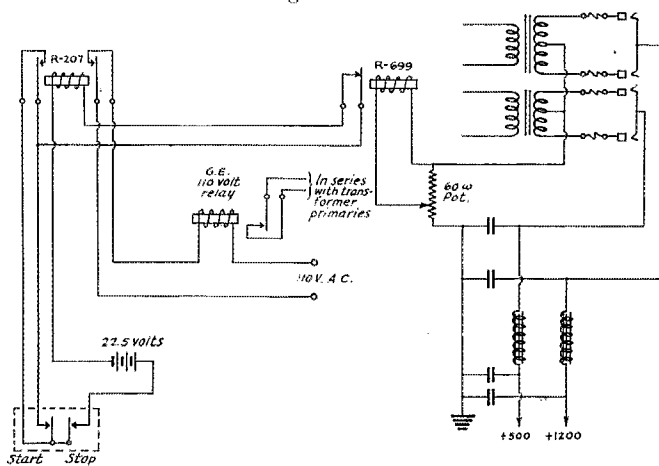 R-207
R-699
G.E.
110 volt
relay
In series
with trans-
former
primaries
60 ω
Pot.
110 V. A C.
22.5 volts
+500
+1200
Start
Stop